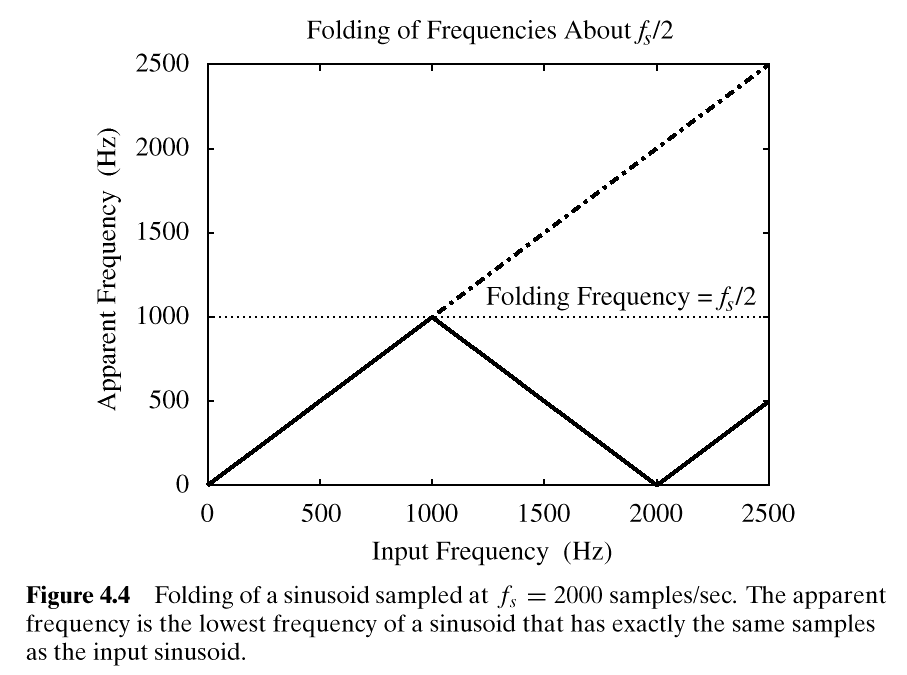 Folding of Frequencies About fs/2
2500
2000
1500
1000
500
0
Apparent Frequency (Hz)
Folding Frequency = fs/2
0 500 1000 1500 2000 2500
Input Frequency (Hz)
Figure 4.4 Folding of a sinusoid sampled at fs = 2000 samples/sec. The apparent
frequency is the lowest frequency of a sinusoid that has exactly the same samples
as the input sinusoid.